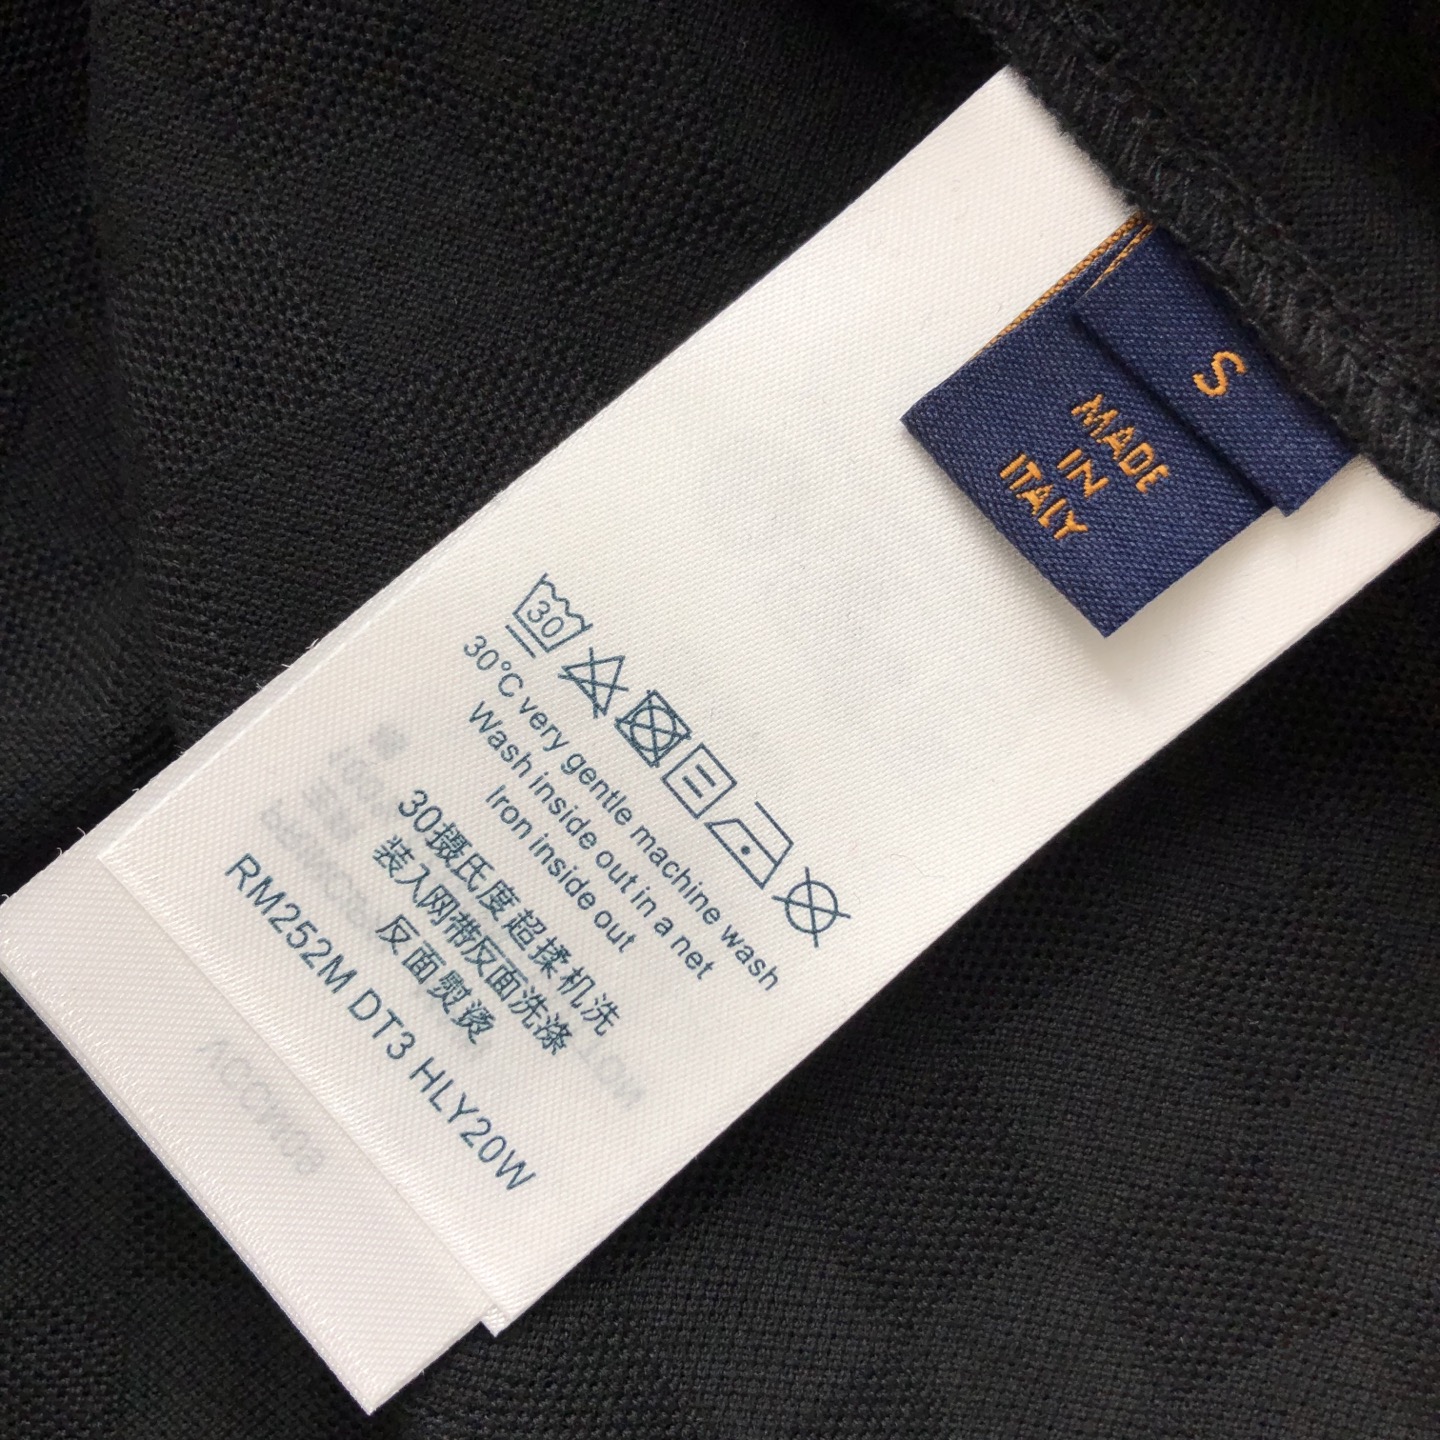 S
MADE
IN
ITALY
30
30°C very gentle machine wash
Wash inside out in a net
Iron inside out
30摄氏度超揉机洗
装入网带反面洗涤
反面熨烫
RM252M DT3 HLY20W